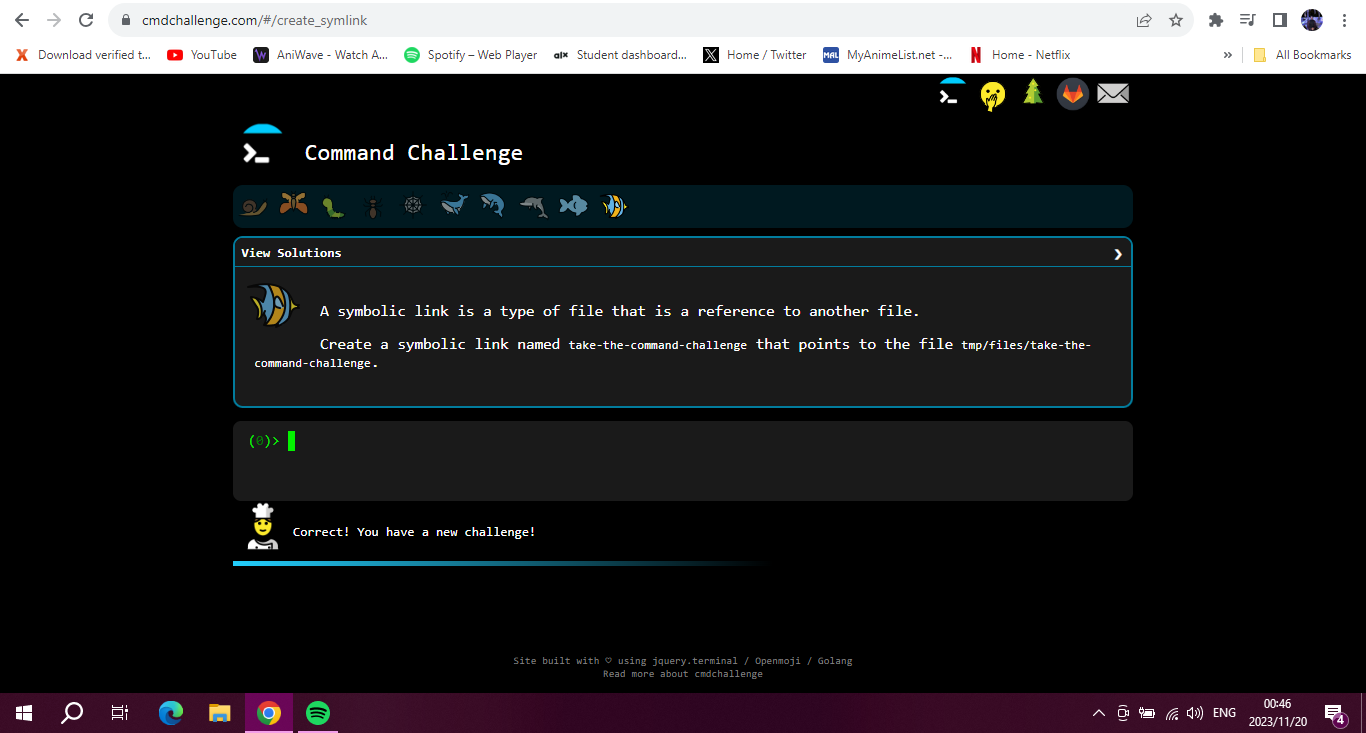 cmdchallenge.com/#/create_symlink
X Download verified t... YouTube W AniWave - Watch A... Spotify – Web Player alx Student dashboard... X Home / Twitter MAL MyAnimeList.net -... N Home - Netflix » All Bookmarks
Command Challenge
View Solutions
A symbolic link is a type of file that is a reference to another file.
Create a symbolic link named take-the-command-challenge that points to the file tmp/files/take-the-
command-challenge.
(0)>
Correct! You have a new challenge!
Site built with ♡ using jquery.terminal / Openmoji / Golang
Read more about cmdchallenge
ENG
00:46
2023/11/20
4